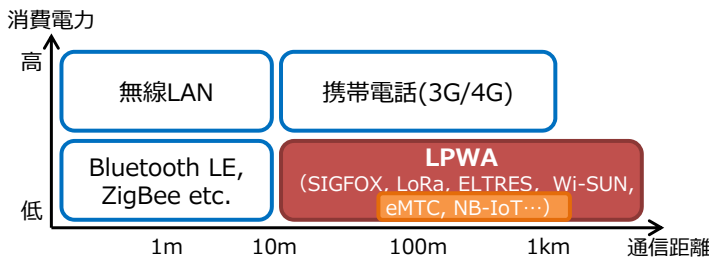 消費電力
高
無線LAN
携帯電話(3G/4G)
Bluetooth LE,
ZigBee etc.
LPWA
（SIGFOX, LoRa, ELTRES, Wi-SUN,
eMTC, NB-IoT…）
低
1m
10m
100m
1km
通信距離